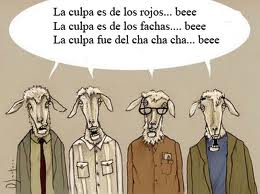 La culpa es de los rojos... beee
La culpa es de los fachas.... beee
La culpa fue del cha cha cha... beee